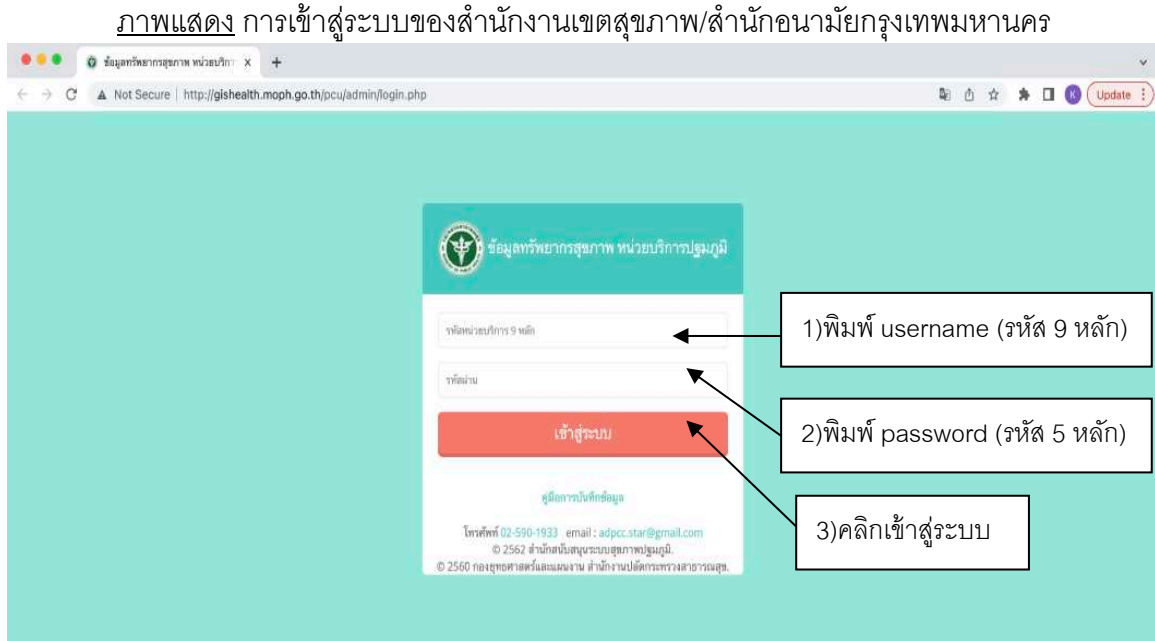 ภาพแสดง การเข้าสู่ระบบของสำนักงานเขตสุขภาพ/สำนักอนามัยกรุงเทพมหานคร
ข้อมูลทรัพยากรสุขภาพ หน่วยบริกา
Not Secure | http://gishealth.moph.go.th/pcu/admin/login.php
K
Update
ข้อมูลทรัพยากรสุขภาพ หน่วยบริการปฐมภูมิ
รหัสหน่วยบริการ 9 หลัก
1)พิมพ์ username (รหัส 9 หลัก)
รหัสผ่าน
2)พิมพ์ password (รหัส 5 หลัก)
เข้าสู่ระบบ
3)คลิกเข้าสู่ระบบ
คู่มือการบันทึกข้อมูล
โทรศัพท์ 02-590-1933 email : adpcc.star@gmail.com
© 2562 สำนักสนับสนุนระบบสุขภาพปฐมภูมิ.
© 2560 กองยุทธศาสตร์และแผนงาน สำนักงานปลัดกระทรวงสาธารณสุข.